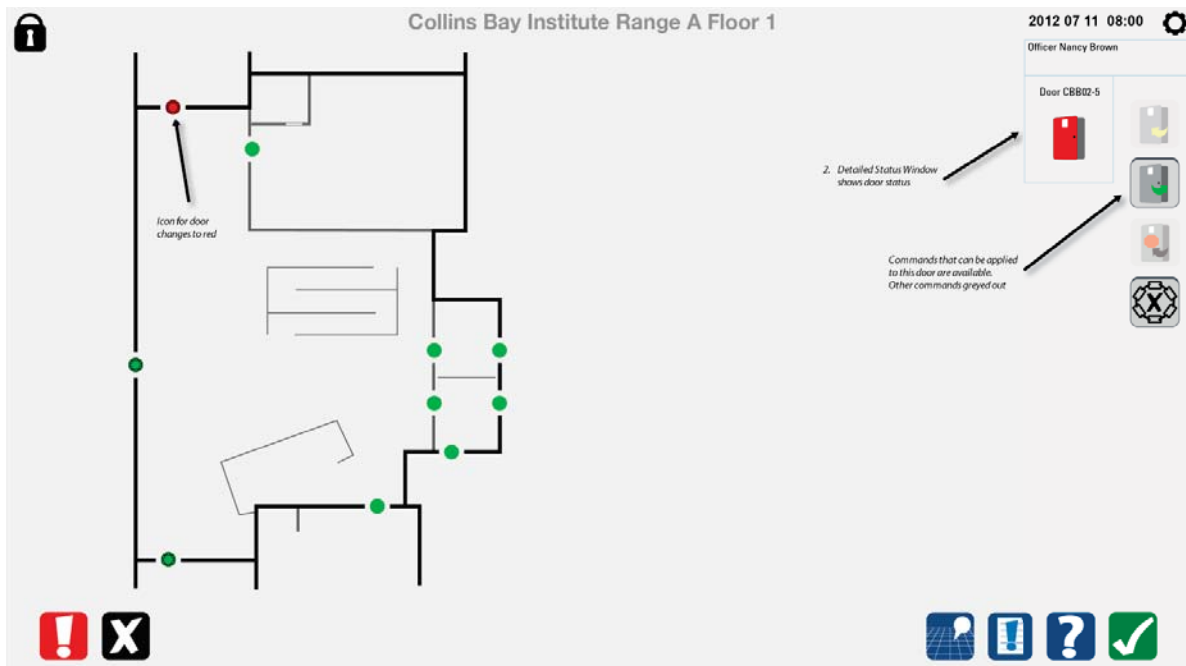 Collins Bay Institute Range A Floor 1
2012 07 11 08:00
Officer Nancy Brown
Door CBB02-5
2. Detailed Status Window
shows door status
Icon for door
changes to red
Commands that can be applied
to this door are available.
Other commands greyed out
X
! X ! ?